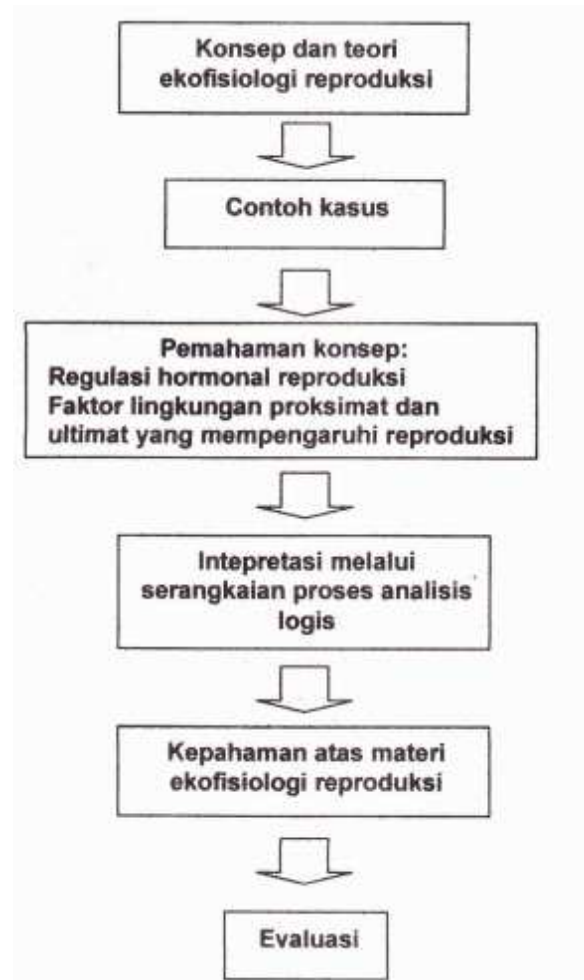 Konsep dan teori
ekofisiologi reproduksi
Contoh kasus
Pemahaman konsep:
Regulasi hormonal reproduksi
Faktor lingkungan proksimat dan
ultimat yang mempengaruhi reproduksi
Intepretasi melalui
serangkaian proses analisis
logis
Kepahaman atas materi
ekofisiologi reproduksi
Evaluasi